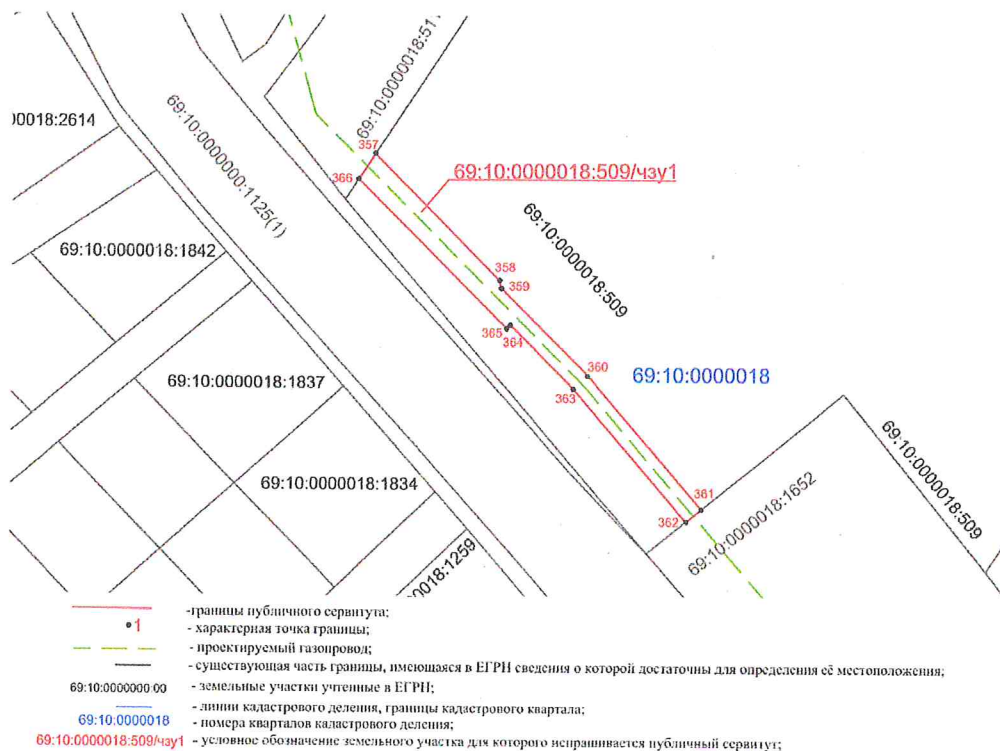 69:10:0000018:511
)0018:2614
69:10:0000000:1125(1)
357
366
69:10:0000018:509/чзу1
69:10:0000018:1842
358
359
69:10:0000018:509
365
364
360
69:10:0000018
363
69:10:0000018:1837
69:10:0000018:509
69:10:0000018:1834
361
362
69:10:0000018:1652
0018:1259
-границы публичного сервитута;
1 - характерная точка границы;
- проектируемый газопровод;
- существующая часть границы, имеющаяся в ЕГРН сведения о которой достаточны для определения её местоположения;
69:10:0000000:00 - земельные участки учтенные в ЕГРН;
- линии кадастрового деления, границы кадастрового квартала;
69:10:0000018 - номера кварталов кадастрового деления;
69:10:0000018:509/чзу1 - условное обозначение земельного участка для которого испрашивается публичный сервитут;